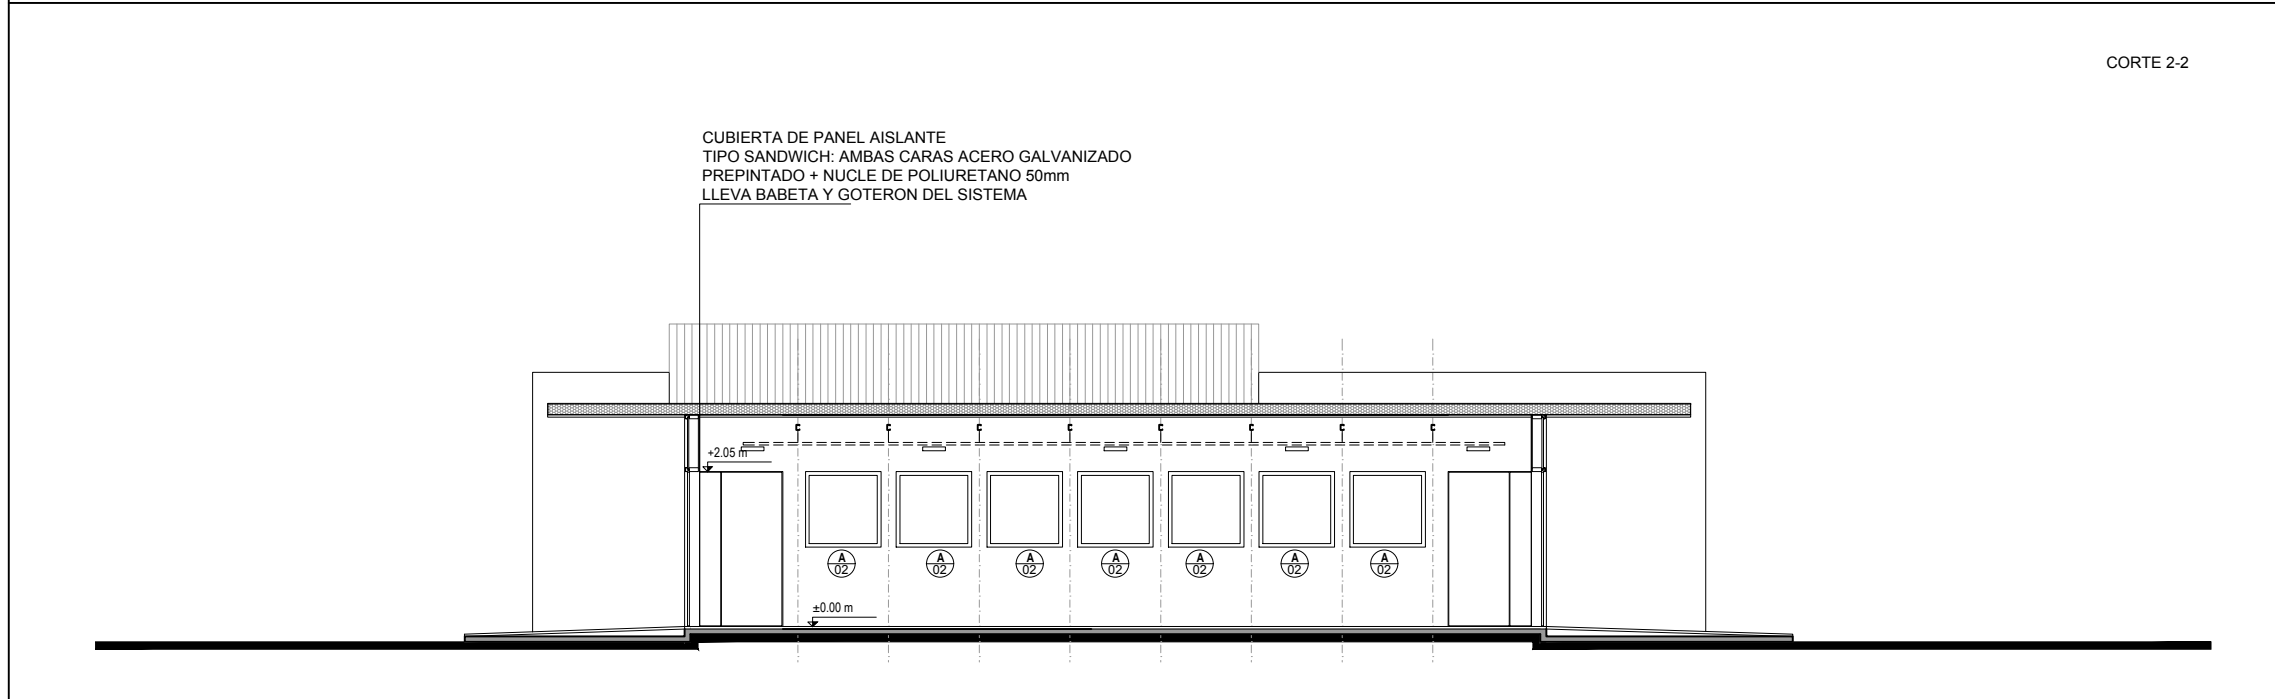 CORTE 2-2
CUBIERTA DE PANEL AISLANTE
TIPO SANDWICH: AMBAS CARAS ACERO GALVANIZADO
PREPINTADO + NUCLE DE POLIURETANO 50mm
LLEVA BABETA Y GOTERON DEL SISTEMA
+2.05 m
A
02
A
02
A
02
A
02
A
02
A
02
A
02
±0.00 m